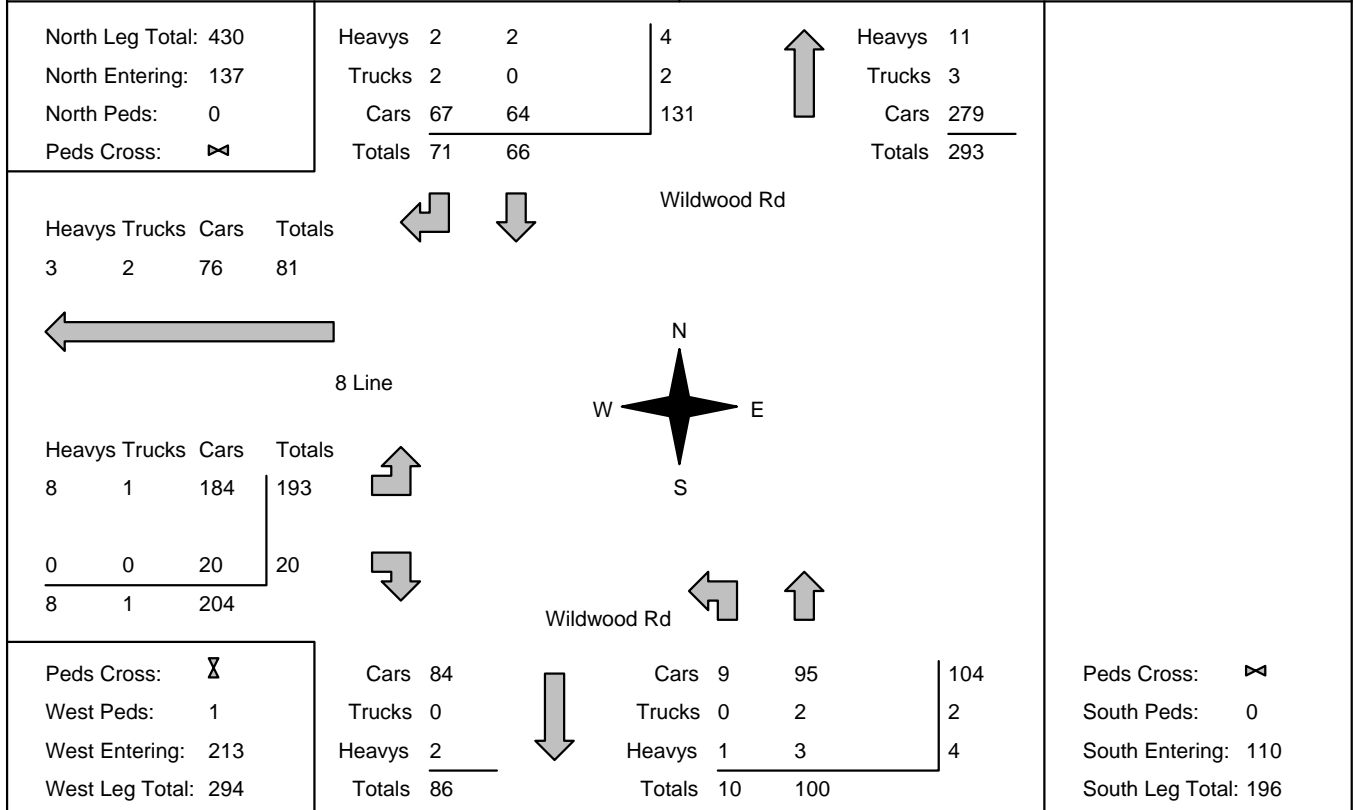 North Leg Total: 430
North Entering: 137
North Peds: 0
Peds Cross:
Heavys 2 2 4
Trucks 2 0 2
Cars 67 64 131
Totals 71 66
Heavys 11
Trucks 3
Cars 279
Totals 293
Wildwood Rd
Heavys Trucks Cars Totals
3 2 76 81
8 Line
N
W E
S
Heavys Trucks Cars Totals
8 1 184 193
0 0 20 20
8 1 204
Wildwood Rd
Peds Cross:
West Peds: 1
West Entering: 213
West Leg Total: 294
Cars 84
Trucks 0
Heavys 2
Totals 86
Cars 9 95 104
Trucks 0 2 2
Heavys 1 3 4
Totals 10 100
Peds Cross:
South Peds: 0
South Entering: 110
South Leg Total: 196